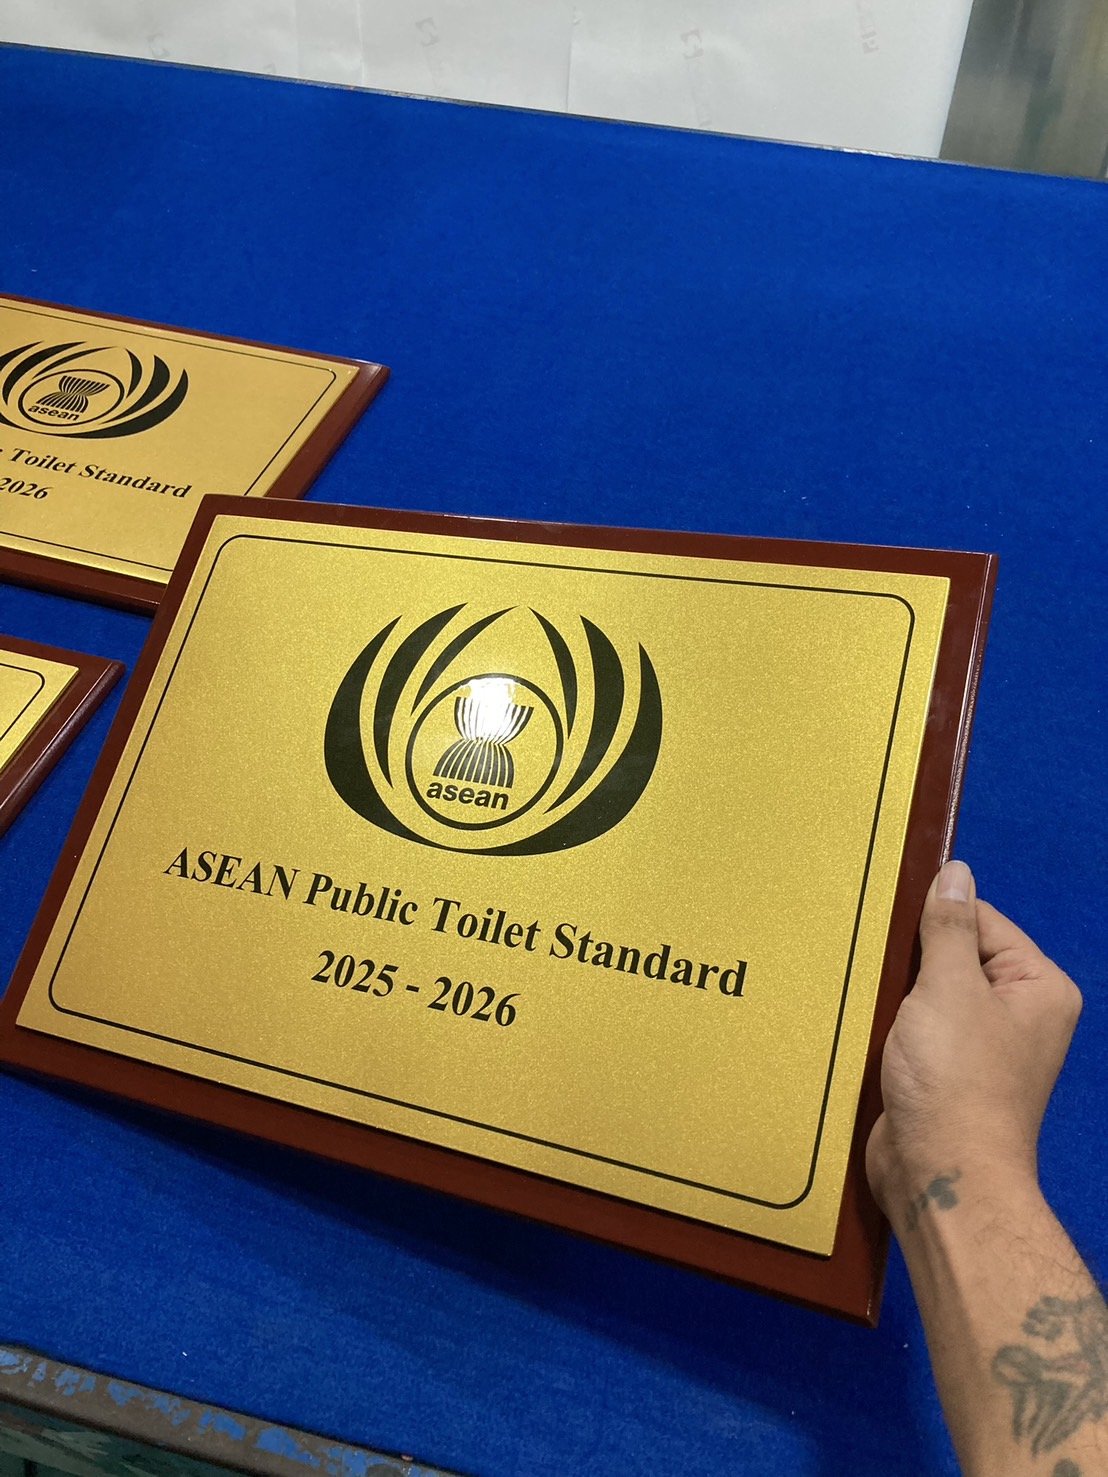 asean
Toilet Standard
2026
asean
ASEAN Public Toilet Standard
2025 - 2026